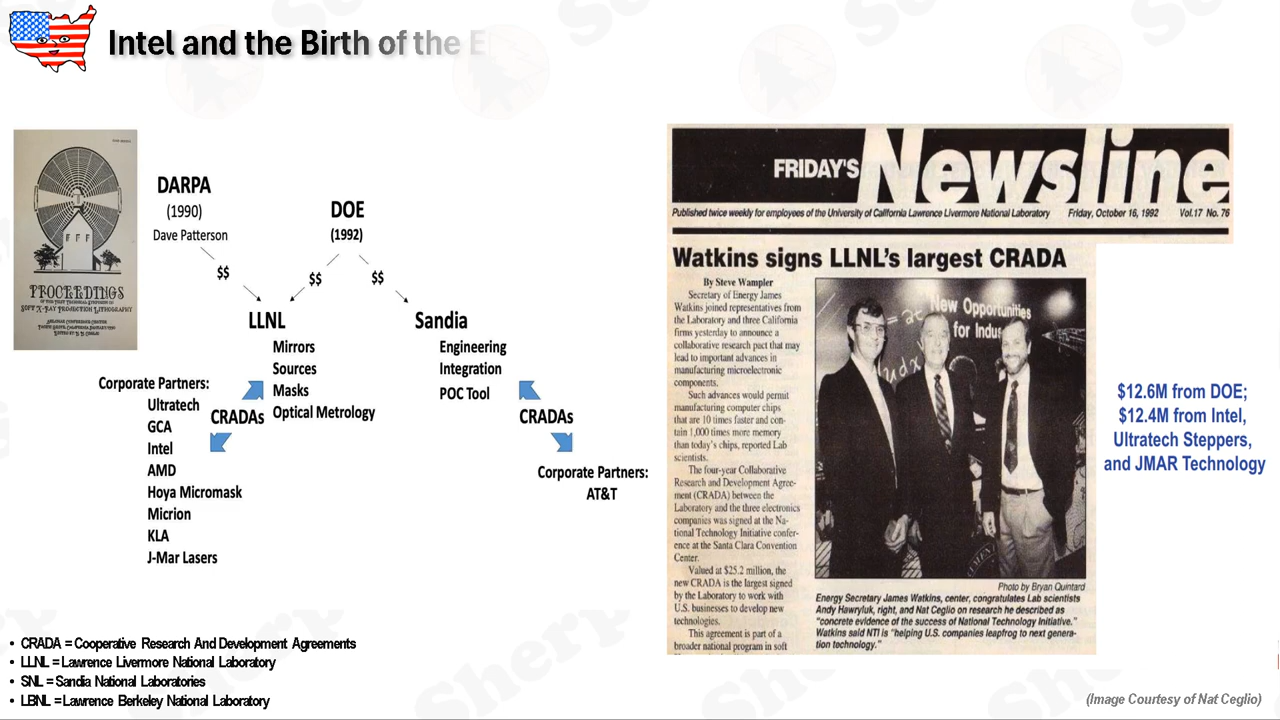 Intel and the Birth of the E
PROCEEDINGS
OF THE FIRST TECHNICAL SYMPOSIUM ON
SOFT X-RAY PROJECTION LITHOGRAPHY
DARPA
(1990)
Dave Patterson
DOE
(1992)
$$
$$
$$
LLNL
Mirrors
Sources
Masks
Optical Metrology
Sandia
Engineering
Integration
POC Tool
Corporate Partners:
Ultratech
GCA
Intel
AMD
Hoya Micromask
Micrion
KLA
J-Mar Lasers
CRADAs
CRADAs
Corporate Partners:
AT&T
• CRADA = Cooperative Research And Development Agreements
• LLNL = Lawrence Livermore National Laboratory
• SNL = Sandia National Laboratories
• LBNL = Lawrence Berkeley National Laboratory
FRIDAY'S Newsline
Published twice weekly for employees of the University of California Lawrence Livermore National Laboratory Friday, October 16, 1992 Vol.17 No. 76
Watkins signs LLNL's largest CRADA
By Steve Wampler
Secretary of Energy James
Watkins joined representatives from
the Laboratory and three California
firms yesterday to announce a
collaborative research pact that may
lead to important advances in
manufacturing microelectronic
components.
Such advances would permit
manufacturing computer chips
that are 10 times faster and con-
tain 1,000 times more memory
than today's chips, reported Lab
scientists.
The four-year Collaborative
Research and Development Agree-
ment (CRADA) between the
Laboratory and the three electronics
companies was signed at the Na-
tional Technology Initiative confer-
ence at the Santa Clara Convention
Center.
Valued at $25.2 million, the
new CRADA is the largest signed
by the Laboratory to work with
U.S. businesses to develop new
technologies.
This agreement is part of a
broader national program in soft
New Opportunities
for Indus
Photo by Bryan Quintard
Energy Secretary James Watkins, center, congratulates Lab scientists
Andy Hawryluk, right, and Nat Ceglio on research he described as
"concrete evidence of the success of National Technology Initiative."
Watkins said NTI is "helping U.S. companies leapfrog to next genera-
tion technology."
$12.6M from DOE;
$12.4M from Intel,
Ultratech Steppers,
and JMAR Technology
(Image Courtesy of Nat Ceglio)
Sherry